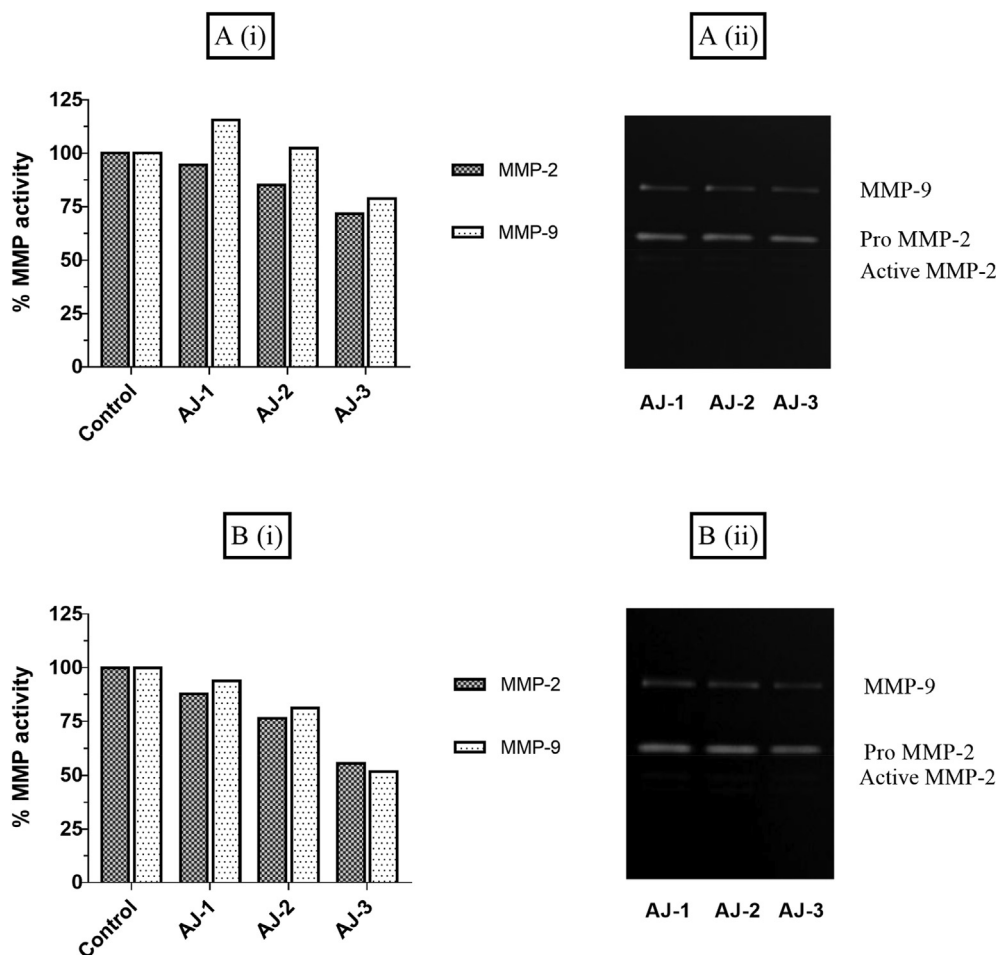 A (i)
A (ii)
125
100
75
50
25
0
% MMP activity
Control
AJ-1
AJ-2
AJ-3
MMP-2
MMP-9
MMP-9
Pro MMP-2
Active MMP-2
AJ-1 AJ-2 AJ-3
B (i)
B (ii)
125
100
75
50
25
0
% MMP activity
Control
AJ-1
AJ-2
AJ-3
MMP-2
MMP-9
MMP-9
Pro MMP-2
Active MMP-2
AJ-1 AJ-2 AJ-3